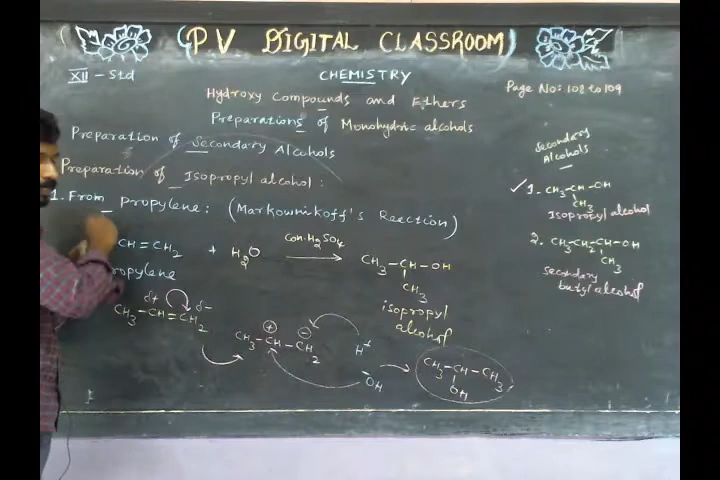 (PV DIGITAL CLASSROOM)
XII - Std
CHEMISTRY
Page No: 108 to 109
Hydroxy Compounds and Ethers
Preparations of Monohydric alcohols
Preparation of Secondary Alcohols
Preparation of Isopropyl alcohol:
1. From Propylene: (Markownikoff's Reaction)
CH=CH2 + H2O Con.H2SO4 CH3-CH-OH
CH3
ropylene
isopropyl
alcohol
δ+ δ-
CH3-CH=CH2
CH3-CH-CH2
+ -
H+
-OH
CH3-CH-CH3
OH
Secondary
Alcohols
✓ 1. CH3-CH-OH
CH3
Isopropyl alcohol
2. CH3-CH2-CH-OH
CH3
secondary
butyl alcohol